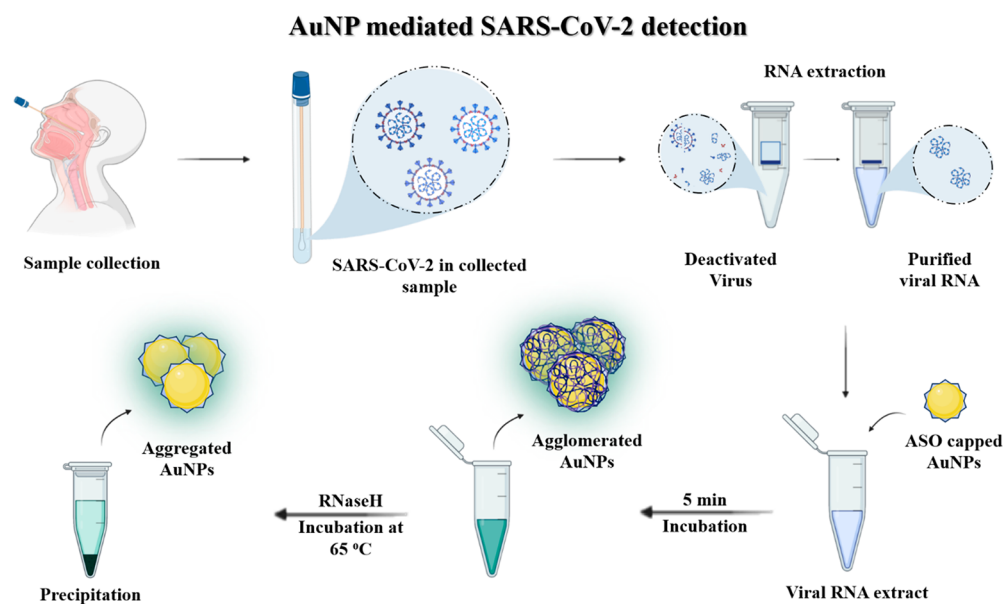 AuNP mediated SARS-CoV-2 detection
RNA extraction
Sample collection
SARS-CoV-2 in collected
sample
Deactivated
Virus
Purified
viral RNA
ASO capped
AuNPs
Viral RNA extract
5 min
Incubation
Agglomerated
AuNPs
RNaseH
Incubation at
65 ⁰C
Aggregated
AuNPs
Precipitation